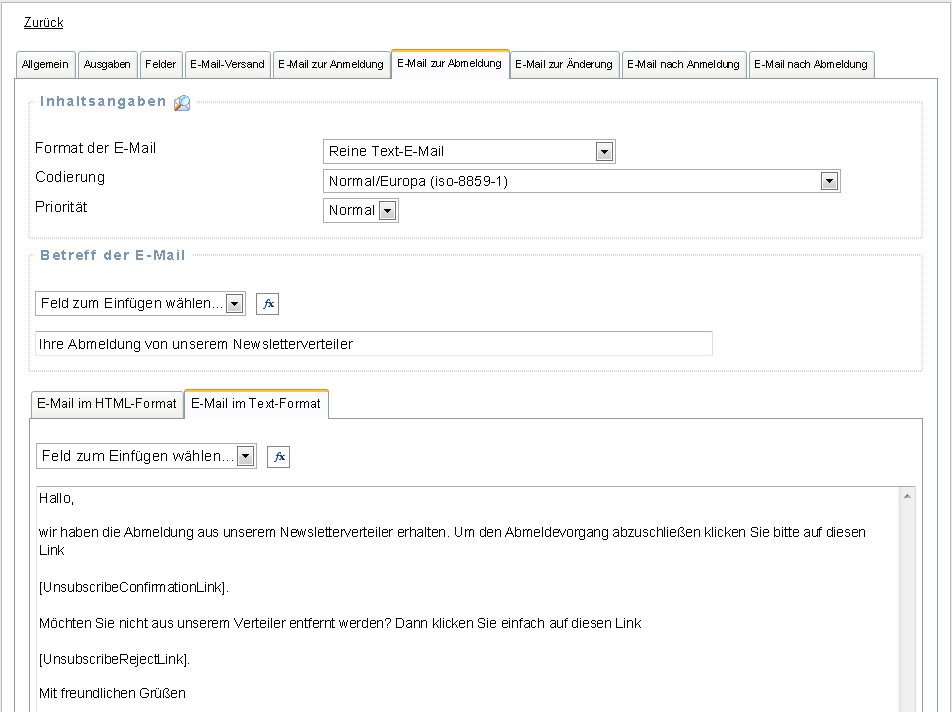 Zurück
Allgemein Ausgaben Felder E-Mail-Versand E-Mail zur Anmeldung E-Mail zur Abmeldung E-Mail zur Änderung E-Mail nach Anmeldung E-Mail nach Abmeldung
Inhaltsangaben
Format der E-Mail Reine Text-E-Mail
Codierung Normal/Europa (iso-8859-1)
Priorität Normal
Betreff der E-Mail
Feld zum Einfügen wählen... fx
Ihre Abmeldung von unserem Newsletterverteiler
E-Mail im HTML-Format E-Mail im Text-Format
Feld zum Einfügen wählen... fx
Hallo,
wir haben die Abmeldung aus unserem Newsletterverteiler erhalten. Um den Abmeldevorgang abzuschließen klicken Sie bitte auf diesen
Link
[UnsubscribeConfirmationLink].
Möchten Sie nicht aus unserem Verteiler entfernt werden? Dann klicken Sie einfach auf diesen Link
[UnsubscribeRejectLink].
Mit freundlichen Grüßen